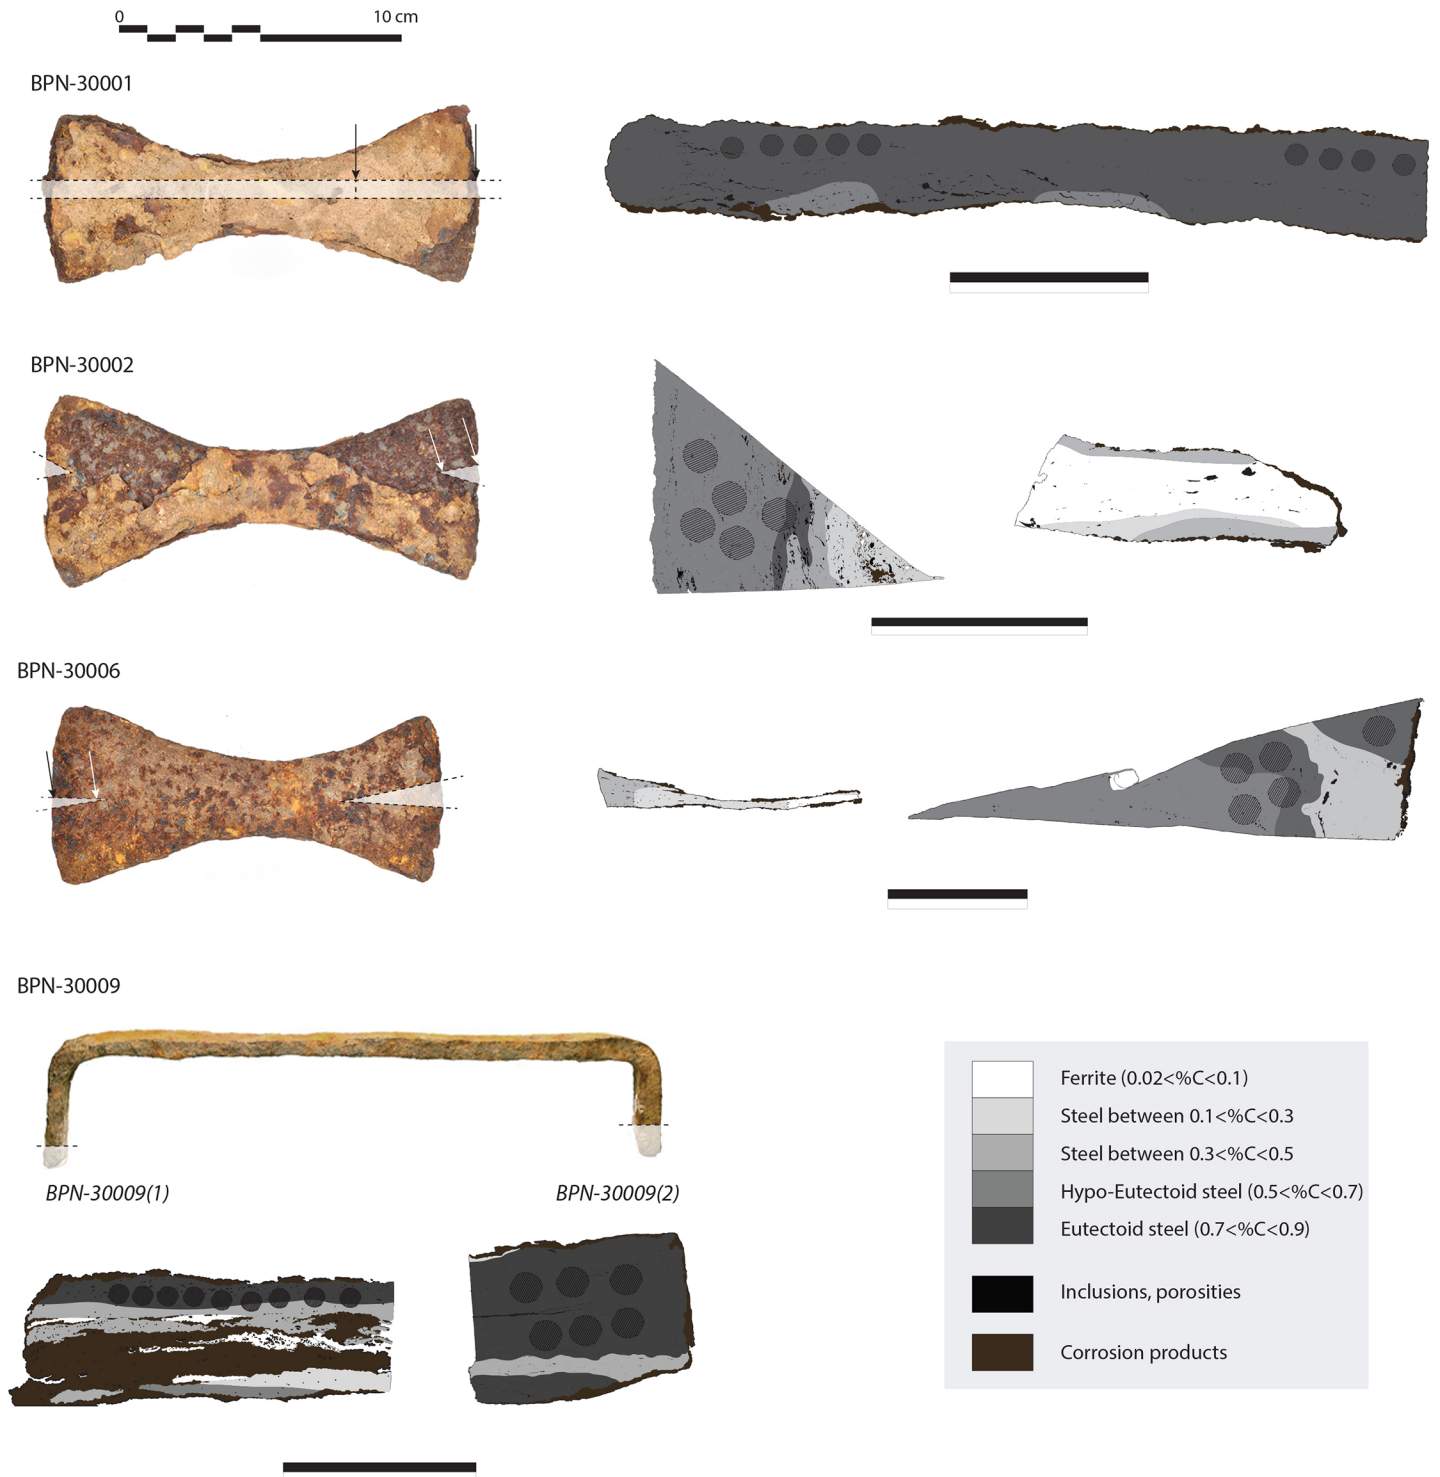 0 10 cm
BPN-30001
BPN-30002
BPN-30006
BPN-30009
BPN-30009(1) BPN-30009(2)
Ferrite (0.02<%C<0.1)
Steel between 0.1<%C<0.3
Steel between 0.3<%C<0.5
Hypo-Eutectoid steel (0.5<%C<0.7)
Eutectoid steel (0.7<%C<0.9)
Inclusions, porosities
Corrosion products